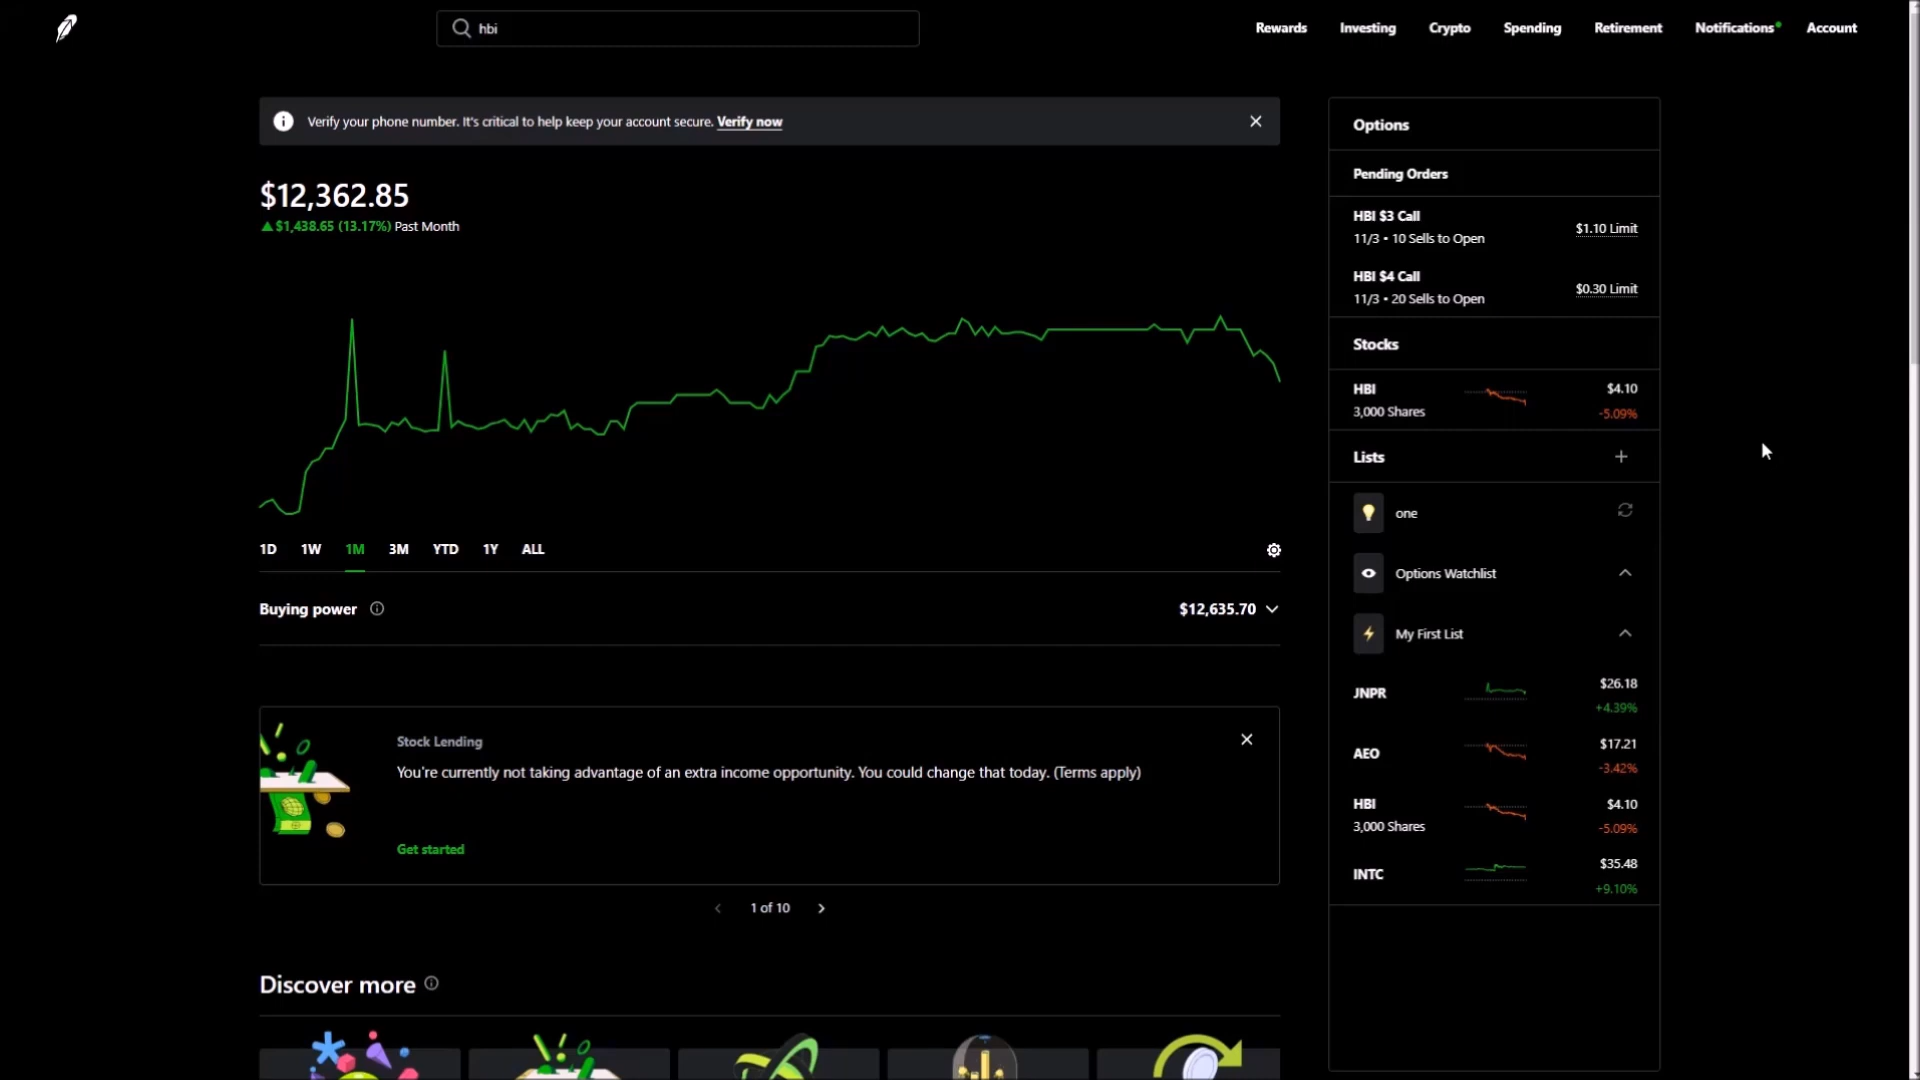 hbi
Rewards
Investing
Crypto
Spending
Retirement
Notifications
Account
Verify your phone number. It's critical to help keep your account secure. Verify now
$12,362.85
$1,438.65 (13.17%) Past Month
1D 1W 1M 3M YTD 1Y ALL
Buying power
$12,635.70
Stock Lending
You're currently not taking advantage of an extra income opportunity. You could change that today. (Terms apply)
Get started
1 of 10
Discover more
Options
Pending Orders
HBI $3 Call
11/3 • 10 Sells to Open
$1.10 Limit
HBI $4 Call
11/3 • 20 Sells to Open
$0.30 Limit
Stocks
HBI
3,000 Shares
$4.10
-5.09%
Lists
one
Options Watchlist
My First List
JNPR
$26.18
+4.39%
AEO
$17.21
-3.42%
HBI
3,000 Shares
$4.10
-5.09%
INTC
$35.48
+9.10%